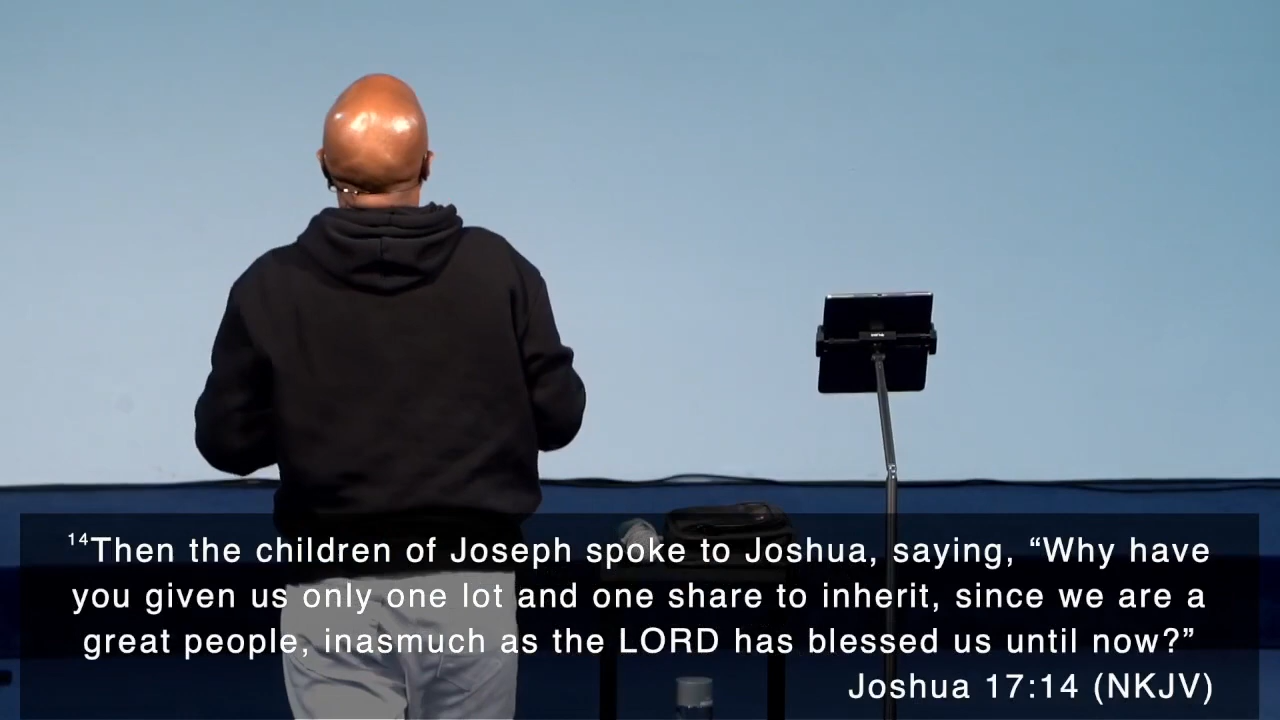 ¹⁴Then the children of Joseph spoke to Joshua, saying, “Why have
you given us only one lot and one share to inherit, since we are a
great people, inasmuch as the LORD has blessed us until now?”
Joshua 17:14 (NKJV)